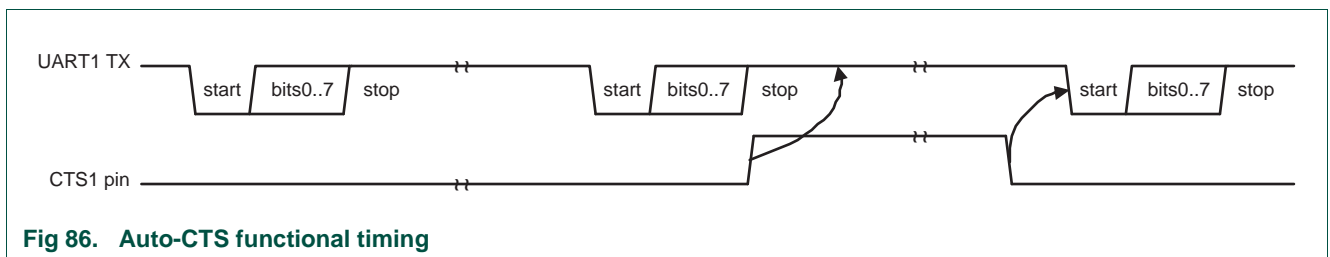 UART1 TX
start bits0..7 stop start bits0..7 stop start bits0..7 stop
CTS1 pin
Fig 86. Auto-CTS functional timing